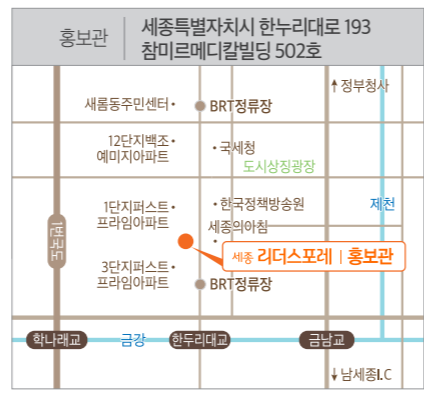 홍보관
세종특별자치시 한누리대로 193
참미르메디칼빌딩 502호
↑정부청사
새롬동주민센터•
BRT정류장
12단지백조•
예미지아파트
•국세청
도시상징광장
1단지퍼스트•
프라임아파트
•한국정책방송원
제천
세종의아침
1번국도
세종 리더스포레 | 홍보관
3단지퍼스트•
프라임아파트
BRT정류장
학나래교
금강
한두리대교
금남교
↓남세종I.C